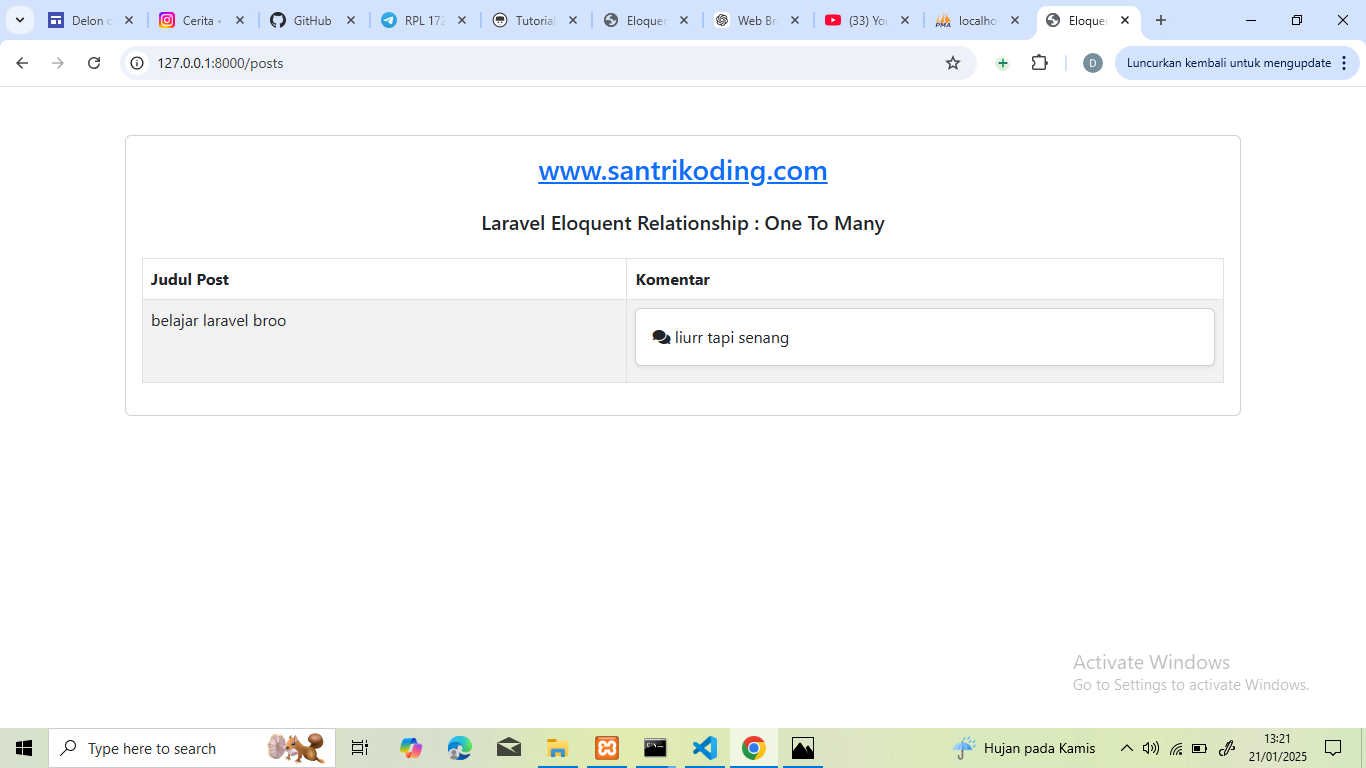 Delon c
Cerita •
GitHub
RPL 172
Tutorial
Eloquen
Web Br
(33) You
localho
Eloquen
127.0.0.1:8000/posts
D
Luncurkan kembali untuk mengupdate
www.santrikoding.com
Laravel Eloquent Relationship : One To Many
Judul Post
Komentar
belajar laravel broo
liurr tapi senang
Activate Windows
Go to Settings to activate Windows.
Type here to search
Hujan pada Kamis
13:21
21/01/2025